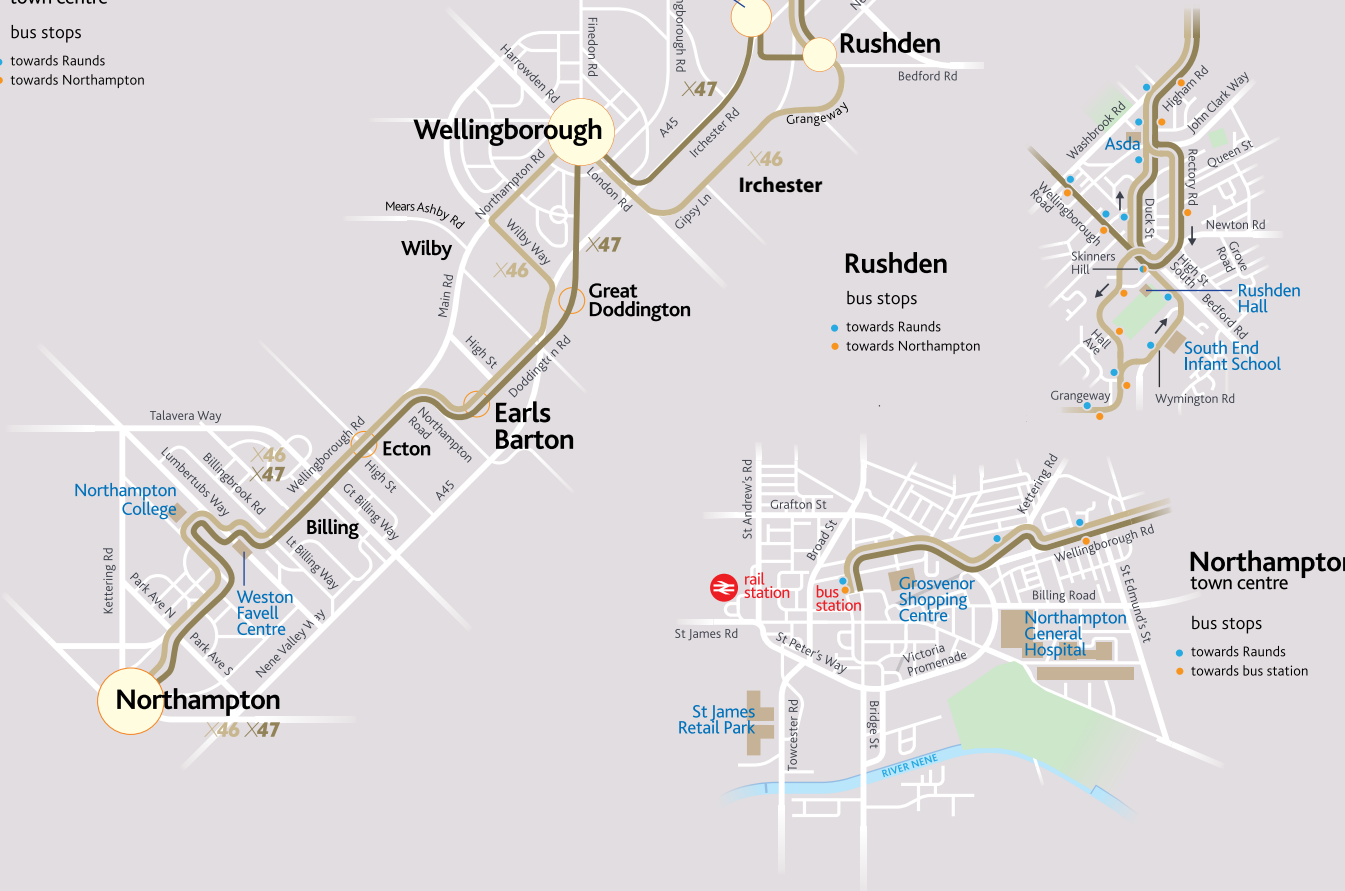 town centre
bus stops
towards Raunds
towards Northampton
Harrowden Rd
Finedon Rd
Rushden
Bedford Rd
X47
Grangeway
A45
Irchester Rd
Wellingborough
X46
Irchester
Northampton Rd
London Rd
Gipsy Ln
Mears Ashby Rd
Wilby
Wilby Way
X47
X46
Main Rd
Great
Doddington
High St
Doddington Rd
Earls
Barton
Northampton
Road
Ecton
Talavera Way
Wellingborough Rd
X46
X47
Billingbrook Rd
Lumbertubs Way
High St
Gt Billing Way
A45
Northampton
College
Billing
Lt Billing Way
Kettering Rd
Park Ave N
Weston
Favell
Centre
Park Ave S
Nene Valley Way
Northampton
X46 X47
Rushden
bus stops
towards Raunds
towards Northampton
Higham Rd
John Clark Way
Washbrook Rd
Asda
Queen St
Rectory Rd
Wellingborough
Road
Duck St
Newton Rd
Grove
Road
Skinners
Hill
High St
South
Bedford Rd
Rushden
Hall
Hall
Ave
South End
Infant School
Grangeway
Wymington Rd
St Andrew's Rd
Grafton St
Broad St
Kettering Rd
Wellingborough Rd
rail
station
bus
station
Grosvenor
Shopping
Centre
Billing Road
St Edmund's St
Northampton
General
Hospital
St James Rd
St Peter's Way
Victoria
Promenade
St James
Retail Park
Towcester Rd
Bridge St
RIVER NENE
Northampton
town centre
bus stops
towards Raunds
towards bus station